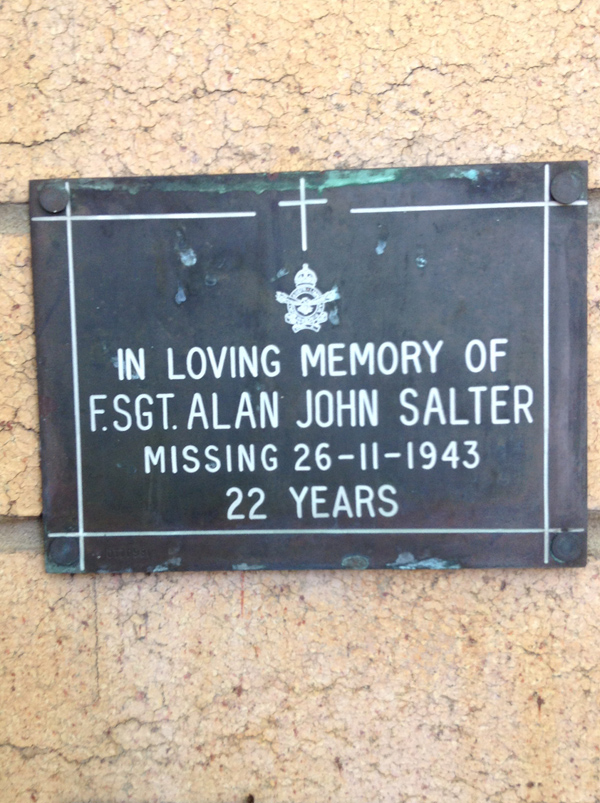 IN LOVING MEMORY OF
F.SGT. ALAN JOHN SALTER
MISSING 26-11-1943
22 YEARS